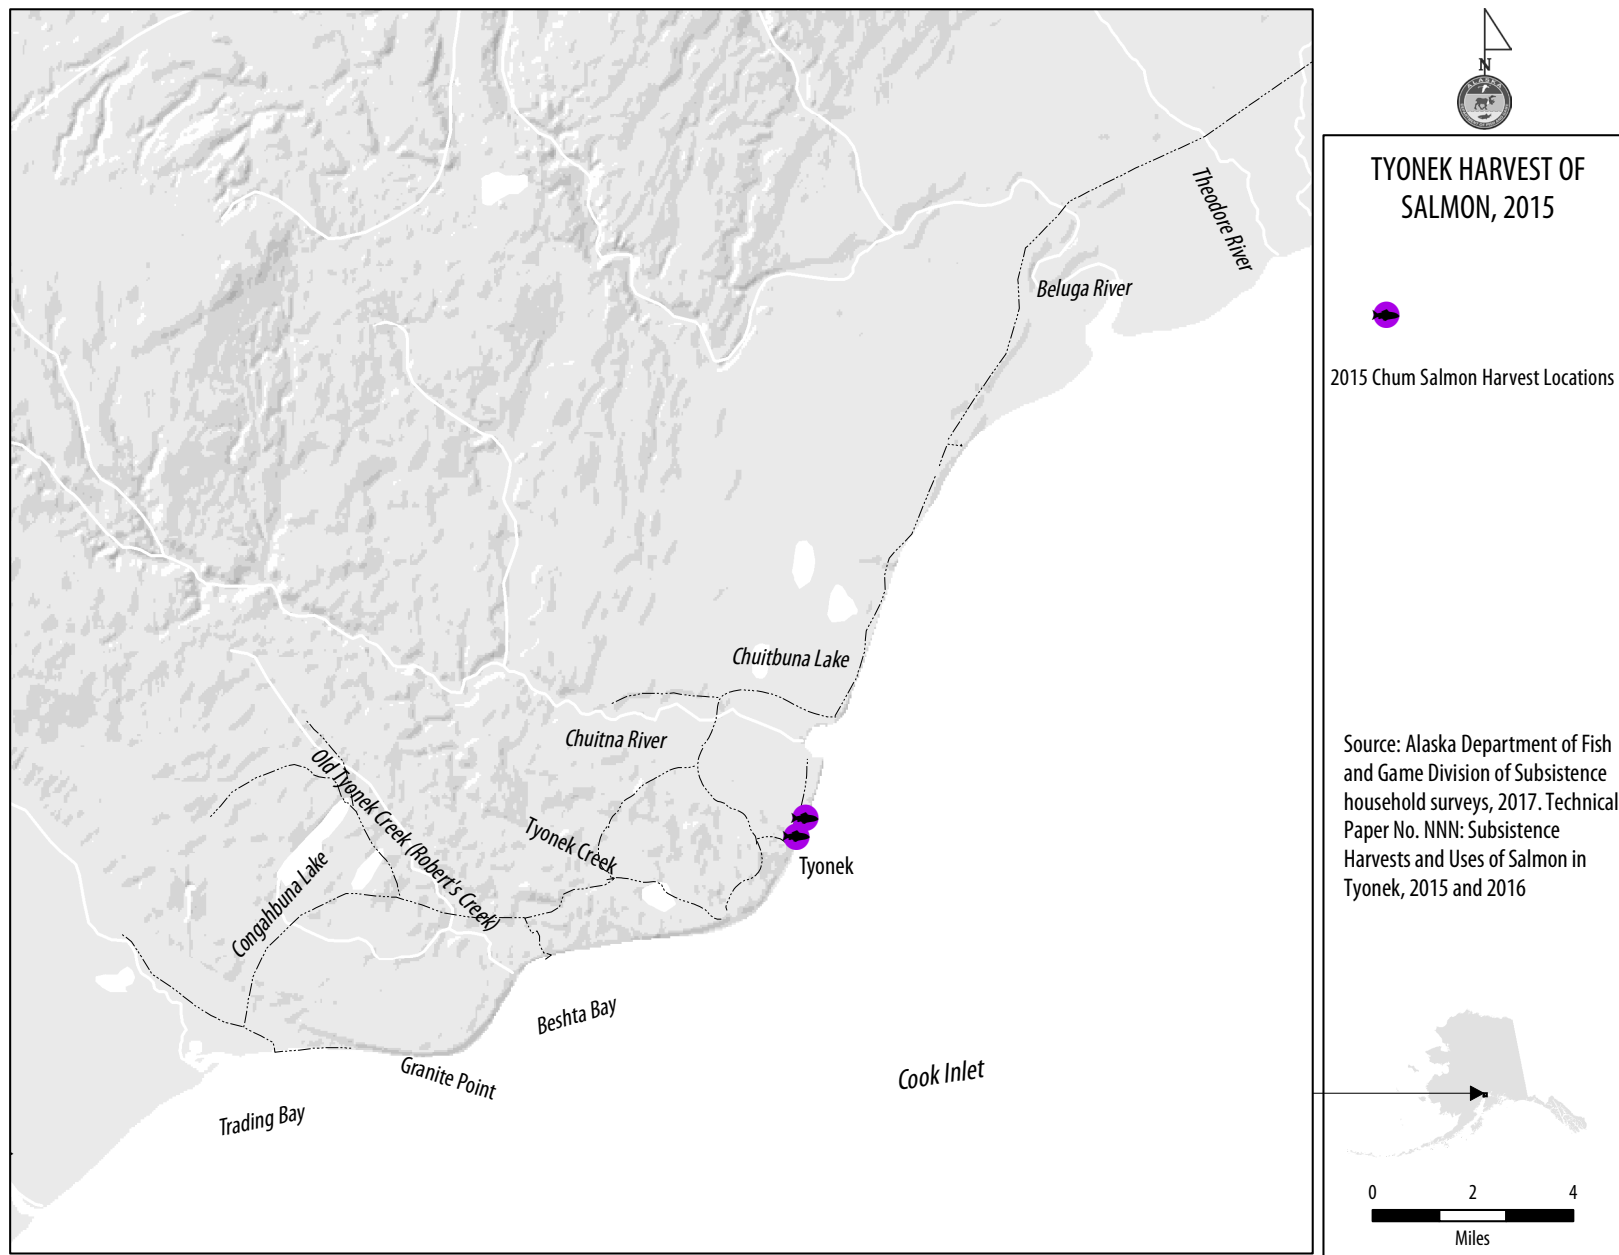 N
ALASKA
TYONEK HARVEST OF
SALMON, 2015
2015 Chum Salmon Harvest Locations
Theodore River
Beluga River
Chuitbuna Lake
Chuitna River
Old Tyonek Creek (Robert's Creek)
Tyonek Creek
Tyonek
Congahbuna Lake
Beshta Bay
Granite Point
Cook Inlet
Trading Bay
Source: Alaska Department of Fish
and Game Division of Subsistence
household surveys, 2017. Technical
Paper No. NNN: Subsistence
Harvests and Uses of Salmon in
Tyonek, 2015 and 2016
0 2 4
Miles